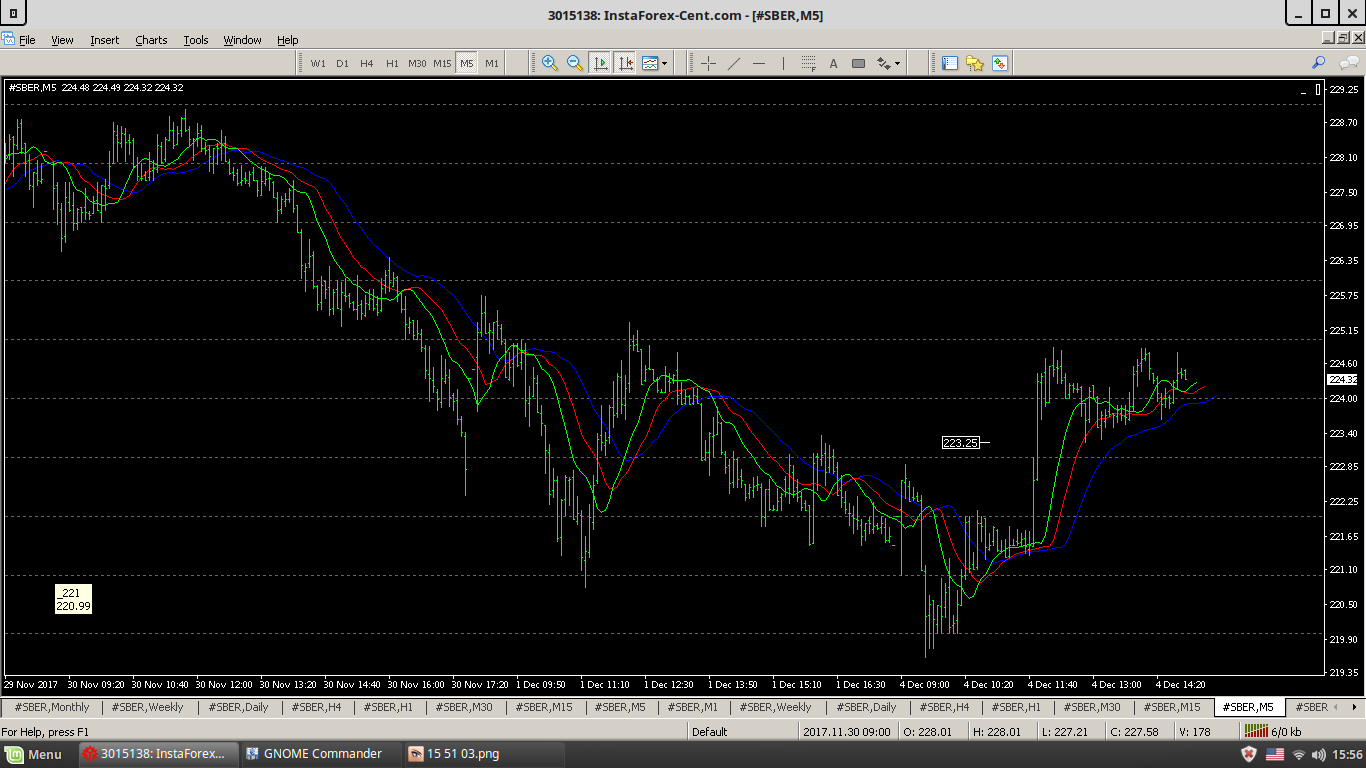 3015138: InstaForex-Cent.com - [#SBER,M5]
File View Insert Charts Tools Window Help
W1 D1 H4 H1 M30 M15 M5 M1 A
#SBER,M5 224.48 224.49 224.32 224.32
229.25
228.70
228.10
227.50
226.95
226.35
225.75
225.15
224.60
224.32
224.00
223.40
223.25
222.85
222.25
221.65
221.10
_221
220.99
220.50
219.90
219.35
29 Nov 2017 30 Nov 09:20 30 Nov 10:40 30 Nov 12:00 30 Nov 13:20 30 Nov 14:40 30 Nov 16:00 30 Nov 17:20 1 Dec 09:50 1 Dec 11:10 1 Dec 12:30 1 Dec 13:50 1 Dec 15:10 1 Dec 16:30 4 Dec 09:00 4 Dec 10:20 4 Dec 11:40 4 Dec 13:00 4 Dec 14:20
#SBER,Monthly #SBER,Weekly #SBER,Daily #SBER,H4 #SBER,H1 #SBER,M30 #SBER,M15 #SBER,M5 #SBER,M1 #SBER,Weekly #SBER,Daily #SBER,H4 #SBER,H1 #SBER,M30 #SBER,M15 #SBER,M5 #SBER
For Help, press F1 Default 2017.11.30 09:00 O: 228.01 H: 228.01 L: 227.21 C: 227.58 V: 178 6/0 kb
Menu 3015138: InstaForex... GNOME Commander 15 51 03.png 15:56